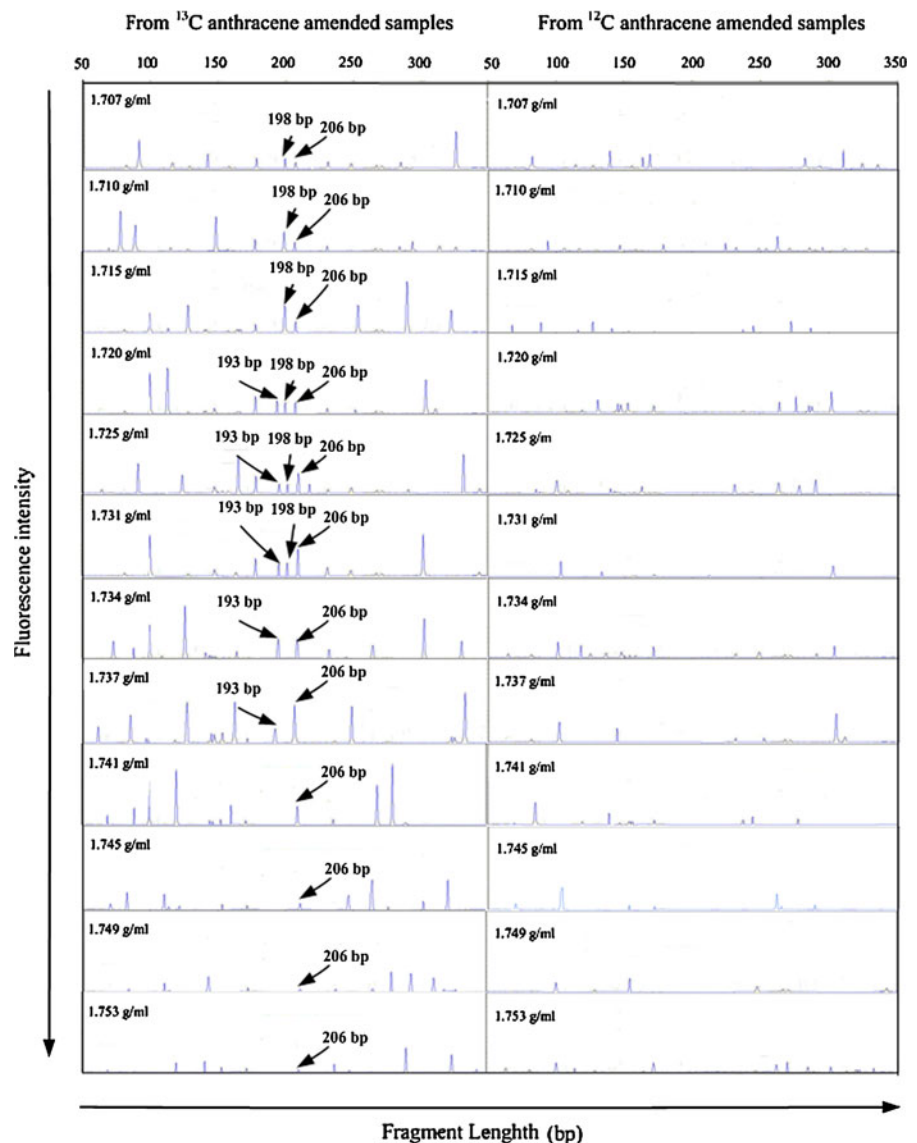 From ¹³C anthracene amended samples From ¹²C anthracene amended samples
50 100 150 200 250 300 50 100 150 200 250 300 350
1.707 g/ml 1.707 g/ml
198 bp
206 bp
1.710 g/ml 1.710 g/ml
198 bp
206 bp
1.715 g/ml 1.715 g/ml
198 bp
206 bp
1.720 g/ml 1.720 g/ml
193 bp 198 bp
206 bp
1.725 g/ml 1.725 g/m
193 bp 198 bp
206 bp
1.731 g/ml 1.731 g/ml
193 bp 198 bp
206 bp
1.734 g/ml 1.734 g/ml
193 bp 206 bp
1.737 g/ml 1.737 g/ml
206 bp
193 bp
1.741 g/ml 1.741 g/ml
206 bp
1.745 g/ml 1.745 g/ml
206 bp
1.749 g/ml 1.749 g/ml
206 bp
1.753 g/ml 1.753 g/ml
206 bp
Fluorescence intensity
Fragment Lenghth (bp)